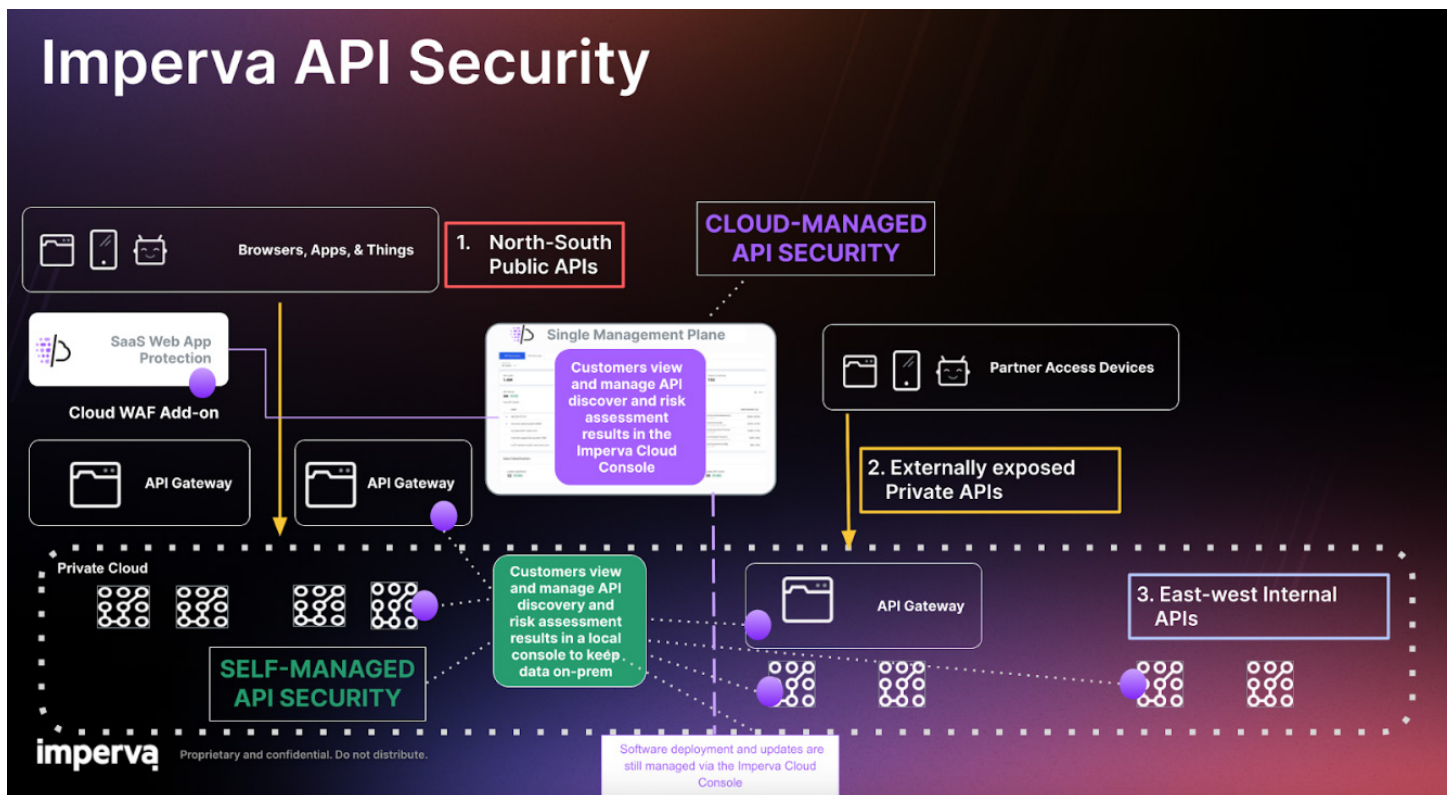 Imperva API Security
Browsers, Apps, & Things
1. North-South
Public APIs
CLOUD-MANAGED
API SECURITY
SaaS Web App
Protection
Cloud WAF Add-on
Single Management Plane
Customers view
and manage API
discover and risk
assessment
results in the
Imperva Cloud
Console
Partner Access Devices
API Gateway
API Gateway
2. Externally exposed
Private APIs
Private Cloud
Customers view
and manage API
discovery and
risk assessment
results in a local
console to keep
data on-prem
API Gateway
3. East-west Internal
APIs
SELF-MANAGED
API SECURITY
imperva
Proprietary and confidential. Do not distribute.
Software deployment and updates are
still managed via the Imperva Cloud
Console